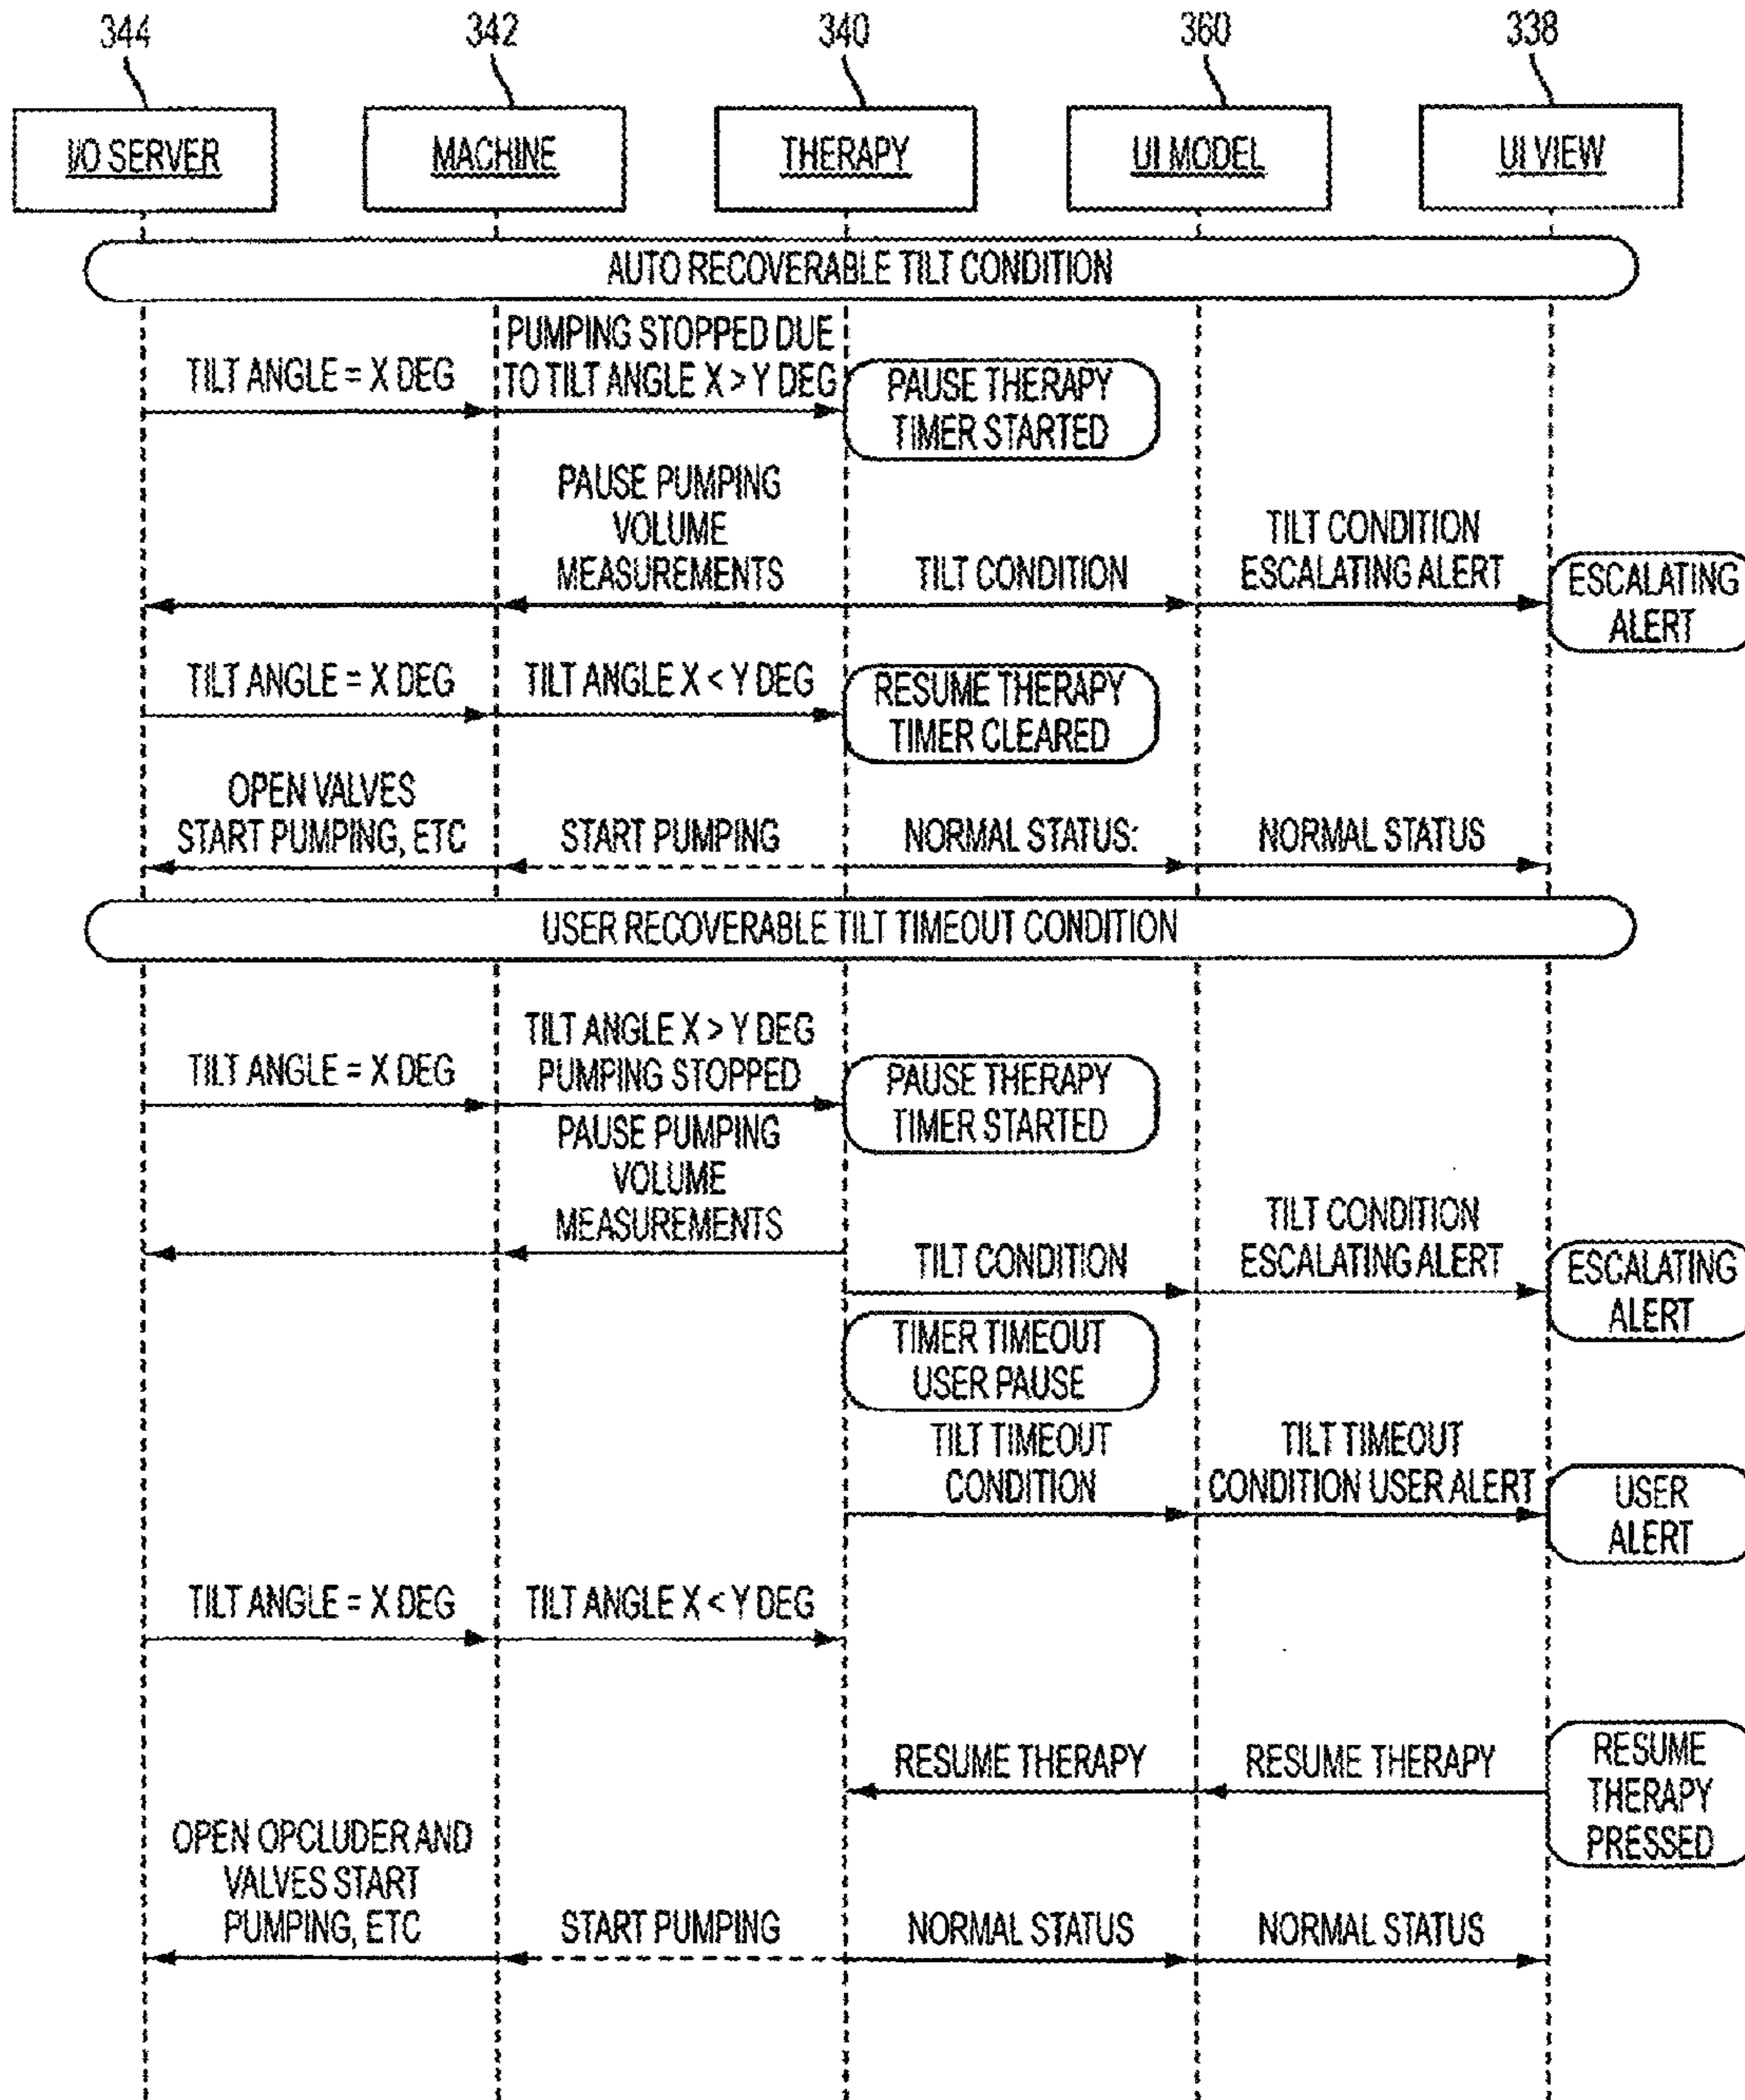 344
342
340
360
338
I/O SERVER
MACHINE
THERAPY
UI MODEL
UI VIEW
AUTO RECOVERABLE TILT CONDITION
TILT ANGLE = X DEG
PUMPING STOPPED DUE
TO TILT ANGLE X > Y DEG
PAUSE THERAPY
TIMER STARTED
PAUSE PUMPING
VOLUME
MEASUREMENTS
TILT CONDITION
TILT CONDITION
ESCALATING ALERT
ESCALATING
ALERT
TILT ANGLE = X DEG
TILT ANGLE X < Y DEG
RESUME THERAPY
TIMER CLEARED
OPEN VALVES
START PUMPING, ETC
START PUMPING
NORMAL STATUS:
NORMAL STATUS
USER RECOVERABLE TILT TIMEOUT CONDITION
TILT ANGLE = X DEG
TILT ANGLE X > Y DEG
PUMPING STOPPED
PAUSE THERAPY
TIMER STARTED
PAUSE PUMPING
VOLUME
MEASUREMENTS
TILT CONDITION
TILT CONDITION
ESCALATING ALERT
ESCALATING
ALERT
TIMER TIMEOUT
USER PAUSE
TILT TIMEOUT
CONDITION
TILT TIMEOUT
CONDITION USER ALERT
USER
ALERT
TILT ANGLE = X DEG
TILT ANGLE X < Y DEG
RESUME THERAPY
RESUME THERAPY
RESUME
THERAPY
PRESSED
OPEN OPCLUDER AND
VALVES START
PUMPING, ETC
START PUMPING
NORMAL STATUS
NORMAL STATUS